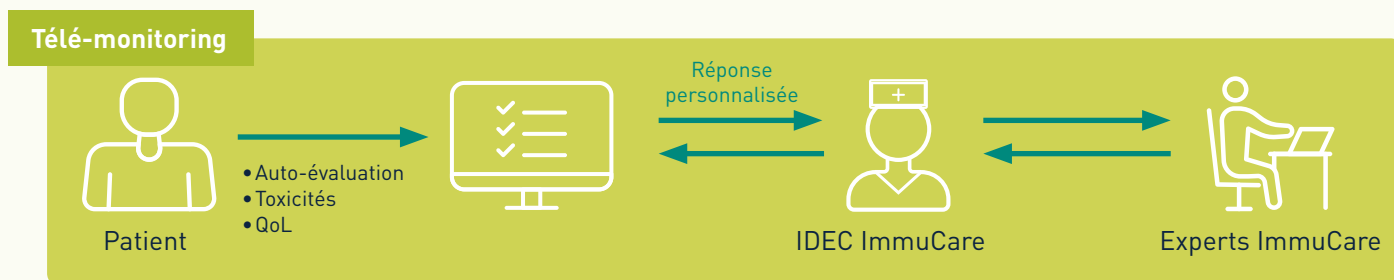 Télé-monitoring
Réponse
personnalisée
• Auto-évaluation
• Toxicités
• QoL
Patient
IDEC ImmuCare
Experts ImmuCare